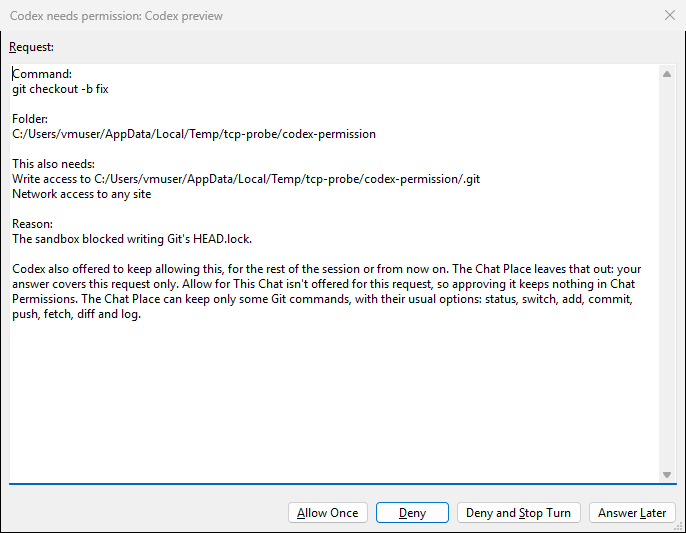 Codex needs permission: Codex preview
Request:
Command:
git checkout -b fix
Folder:
C:/Users/vmuser/AppData/Local/Temp/tcp-probe/codex-permission
This also needs:
Write access to C:/Users/vmuser/AppData/Local/Temp/tcp-probe/codex-permission/.git
Network access to any site
Reason:
The sandbox blocked writing Git's HEAD.lock.
Codex also offered to keep allowing this, for the rest of the session or from now on. The Chat Place leaves that out: your
answer covers this request only. Allow for This Chat isn't offered for this request, so approving it keeps nothing in Chat
Permissions. The Chat Place can keep only some Git commands, with their usual options: status, switch, add, commit,
push, fetch, diff and log.
Allow Once
Deny
Deny and Stop Turn
Answer Later